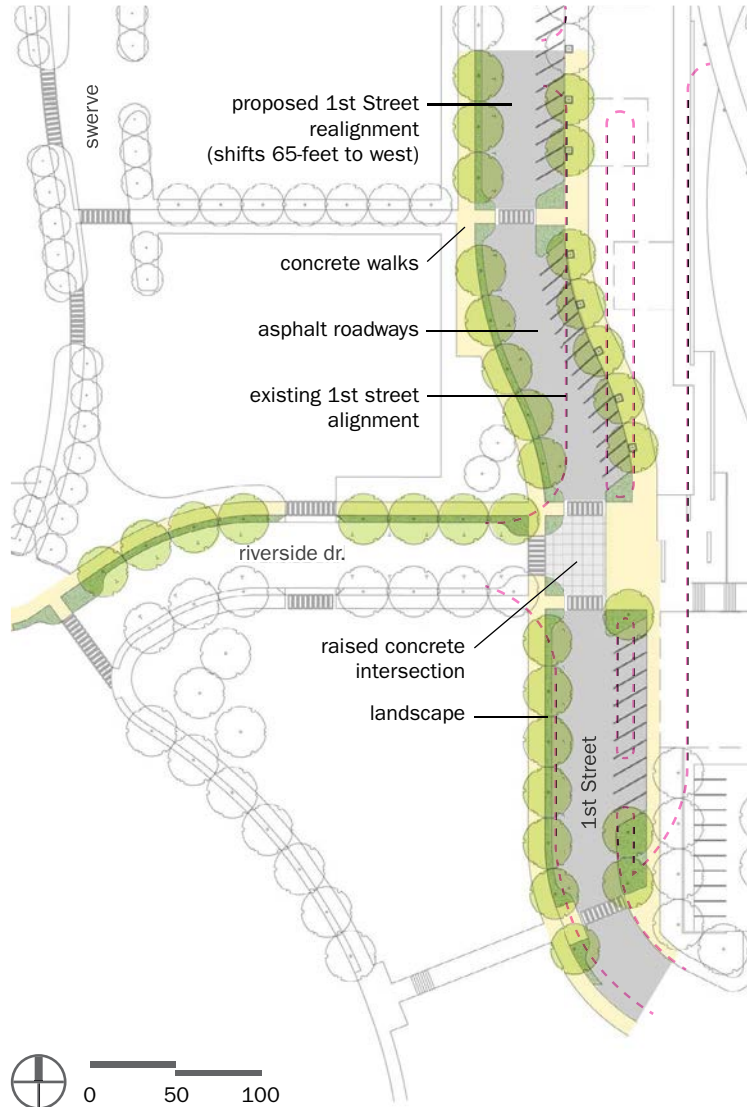 swerve
proposed 1st Street
realignment
(shifts 65-feet to west)
concrete walks
asphalt roadways
existing 1st street
alignment
riverside dr.
raised concrete
intersection
landscape
1st Street
0 50 100